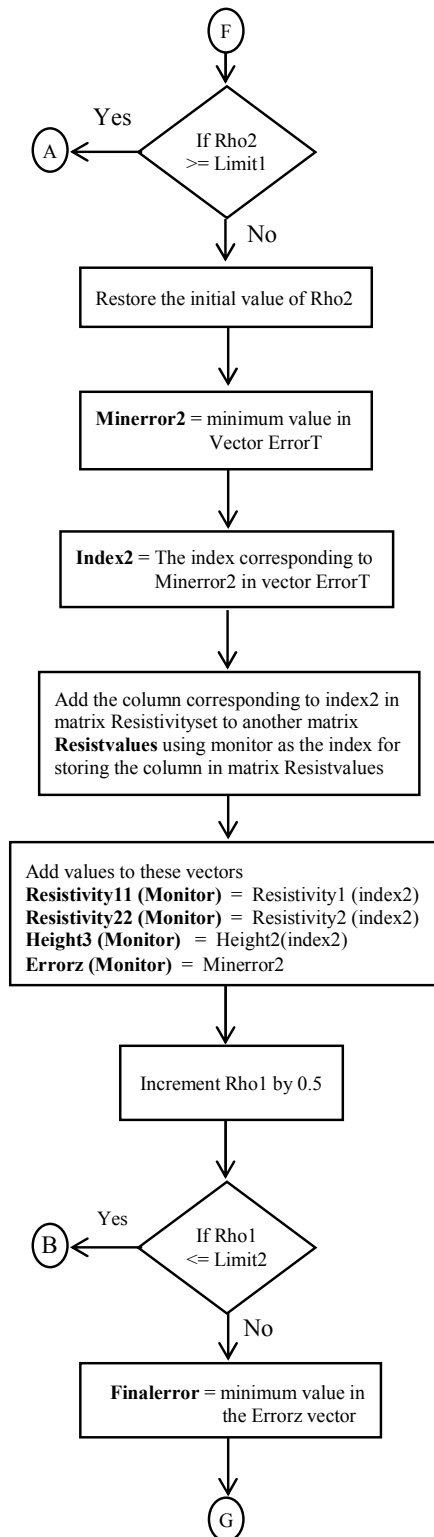 F
Yes
A
If Rho2
>= Limit1
No
Restore the initial value of Rho2
Minerror2 = minimum value in
Vector ErrorT
Index2 = The index corresponding to
Minerror2 in vector ErrorT
Add the column corresponding to index2 in
matrix Resistivityset to another matrix
Resistvalues using monitor as the index for
storing the column in matrix Resistvalues
Add values to these vectors
Resistivity11 (Monitor) = Resistivity1 (index2)
Resistivity22 (Monitor) = Resistivity2 (index2)
Height3 (Monitor) = Height2(index2)
Errorz (Monitor) = Minerror2
Increment Rho1 by 0.5
Yes
B
If Rho1
<= Limit2
No
Finalerror = minimum value in
the Errorz vector
G